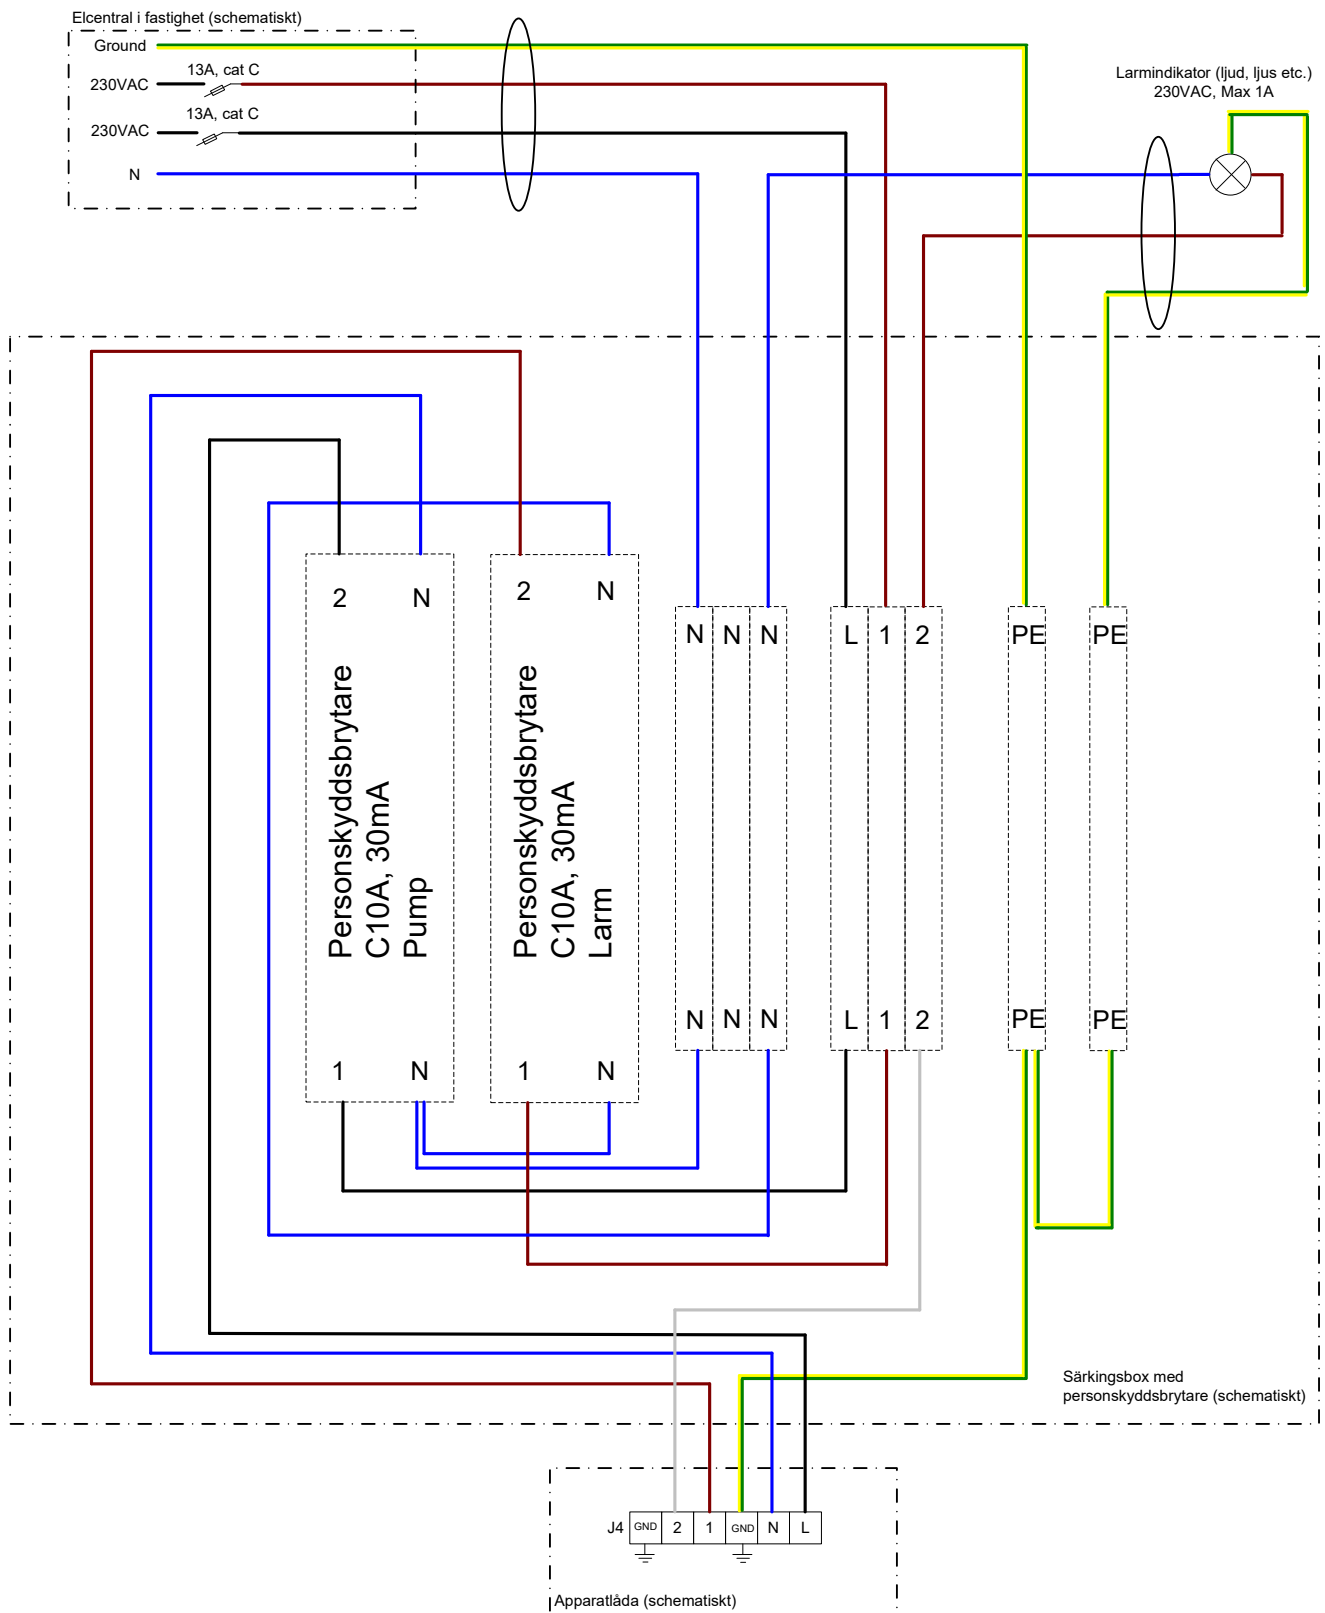 Elcentral i fastighet (schematiskt)
Ground
230VAC
13A, cat C
230VAC
13A, cat C
N
Larmindikator (ljud, ljus etc.)
230VAC, Max 1A
2 N
Personskyddsbrytare
C10A, 30mA
Pump
1 N
2 N
Personskyddsbrytare
C10A, 30mA
Larm
1 N
N N N
L 1 2
PE
PE
N N N
L 1 2
PE
PE
Särkingsbox med
personskyddsbrytare (schematiskt)
J4 GND 2 1 GND N L
Apparatlåda (schematiskt)